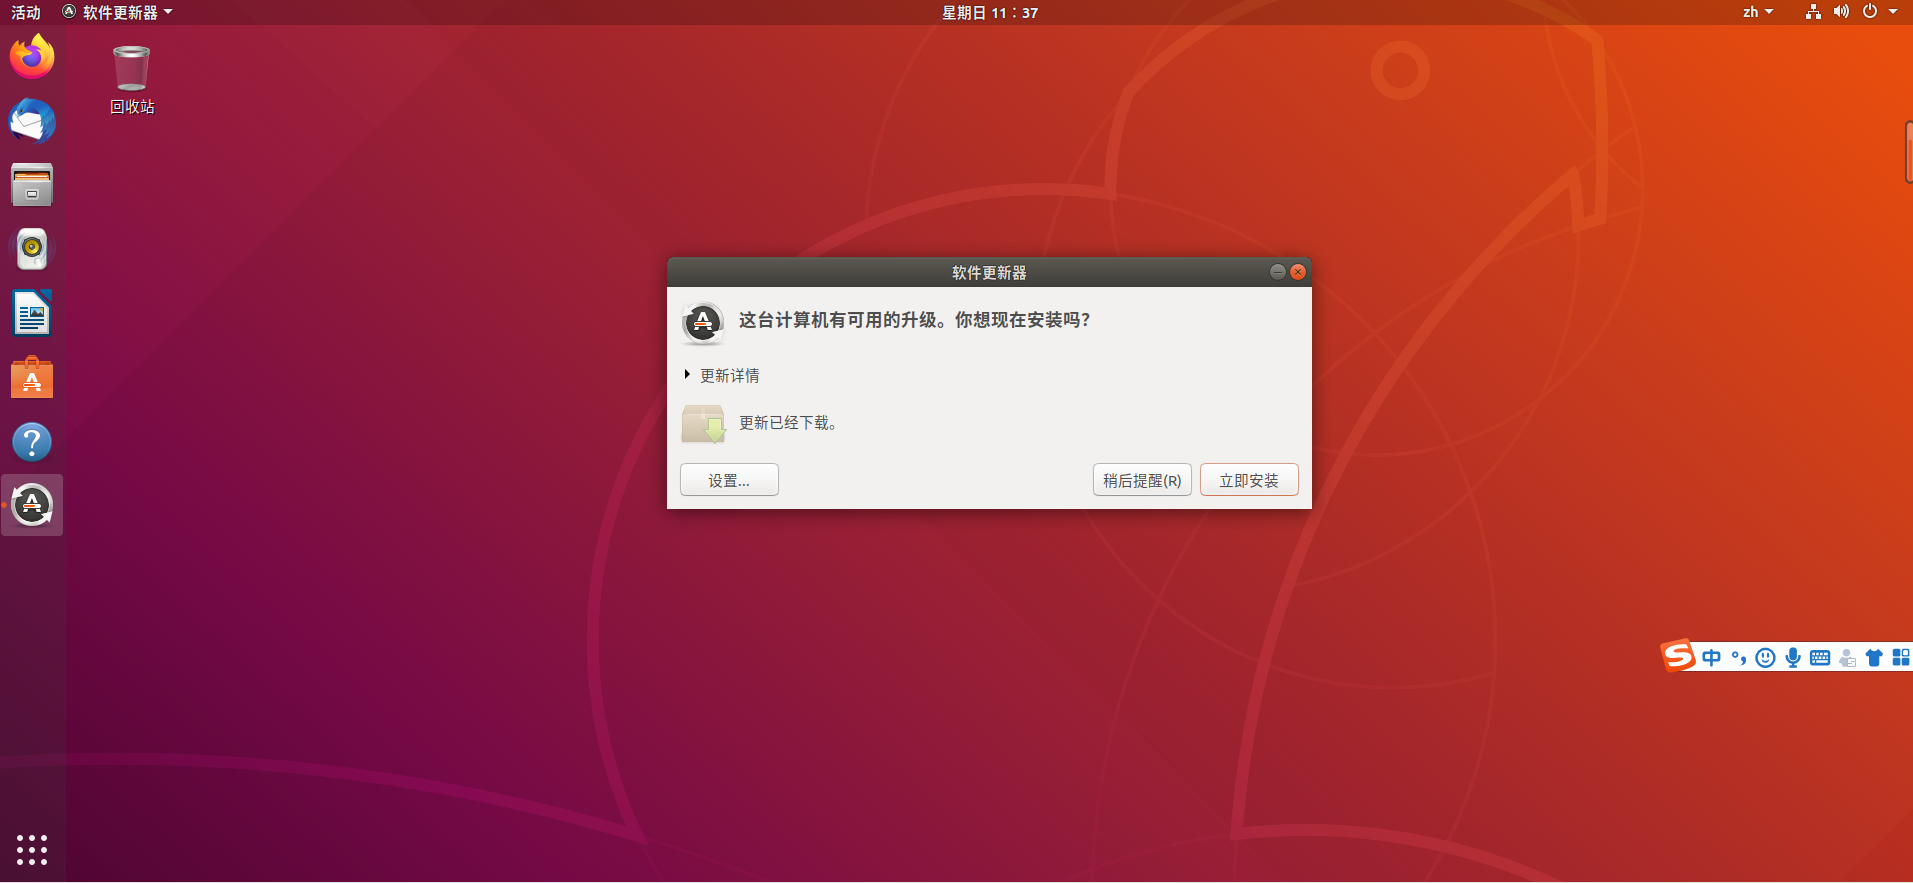 活动 软件更新器 星期日 11：37 zh
回收站
软件更新器
这台计算机有可用的升级。你想现在安装吗？
更新详情
更新已经下载。
设置... 稍后提醒(R) 立即安装
中